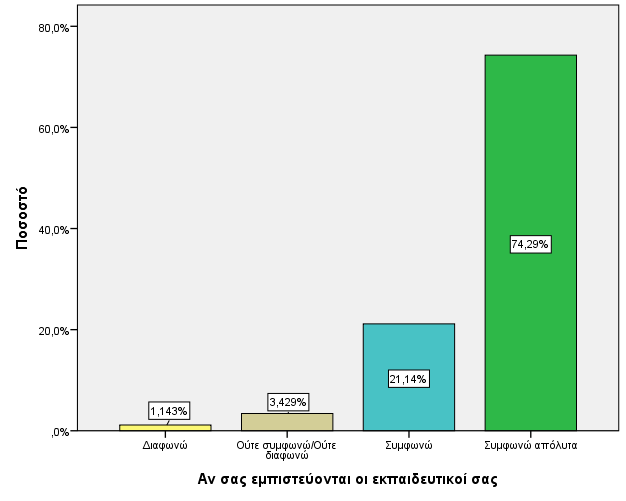 80,0%
60,0%
40,0%
20,0%
,0%
Ποσοστό
1,143%
3,429%
21,14%
74,29%
Διαφωνώ
Ούτε συμφωνώ/Ούτε
διαφωνώ
Συμφωνώ
Συμφωνώ απόλυτα
Αν σας εμπιστεύονται οι εκπαιδευτικοί σας